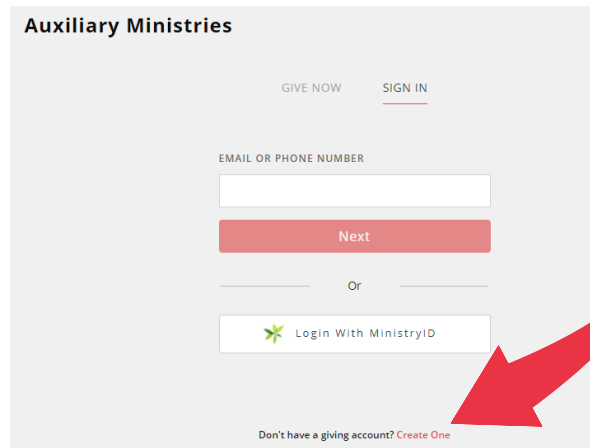 Auxiliary Ministries
GIVE NOW SIGN IN
EMAIL OR PHONE NUMBER
Next
Or
Login With MinistryID
Don't have a giving account? Create One